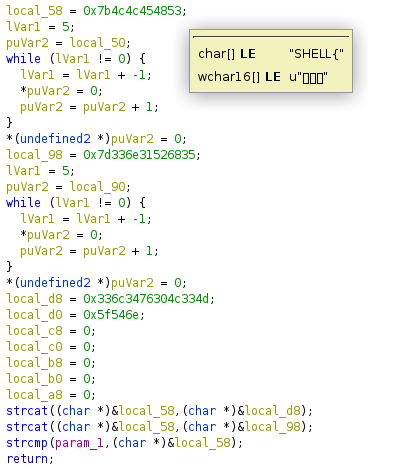 local_58 = 0x7b4c4c454853;
lVar1 = 5;
puVar2 = local_50;
while (lVar1 != 0) {
lVar1 = lVar1 + -1;
*puVar2 = 0;
puVar2 = puVar2 + 1;
}
*(undefined2 *)puVar2 = 0;
local_98 = 0x7d336e31526835;
lVar1 = 5;
puVar2 = local_90;
while (lVar1 != 0) {
lVar1 = lVar1 + -1;
*puVar2 = 0;
puVar2 = puVar2 + 1;
}
*(undefined2 *)puVar2 = 0;
local_d8 = 0x336c3476304c334d;
local_d0 = 0x5f546e;
local_c8 = 0;
local_c0 = 0;
local_b8 = 0;
local_b0 = 0;
local_a8 = 0;
strcat((char *)&local_58,(char *)&local_d8);
strcat((char *)&local_58,(char *)&local_98);
strcmp(param_1,(char *)&local_58);
return;
char[] LE "SHELL{"
wchar16[] LE u"▯▯▯"